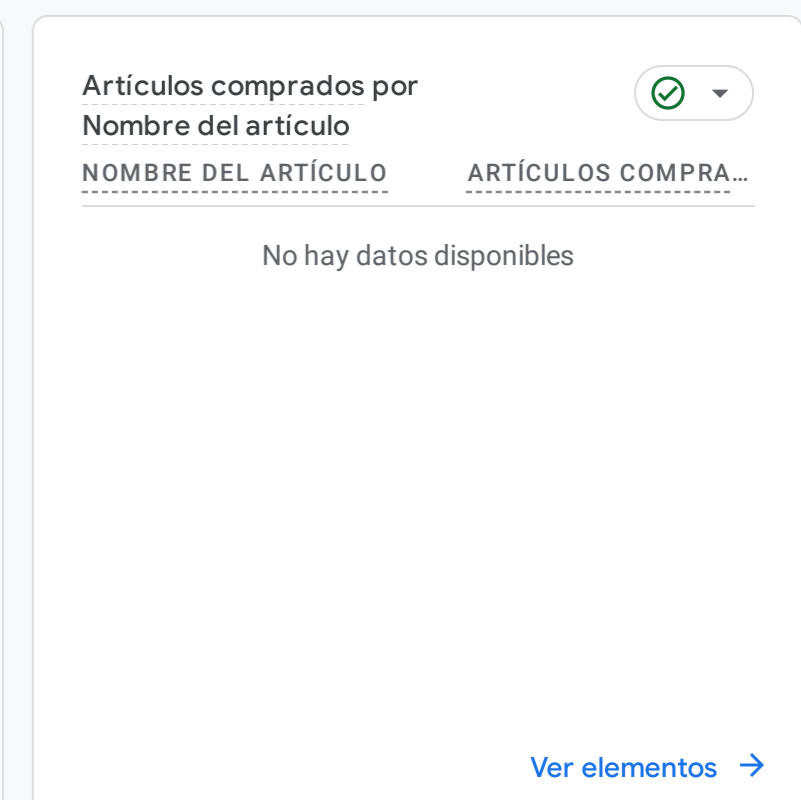 Artículos comprados por
Nombre del artículo
NOMBRE DEL ARTÍCULO
ARTÍCULOS COMPRA…
No hay datos disponibles
Ver elementos